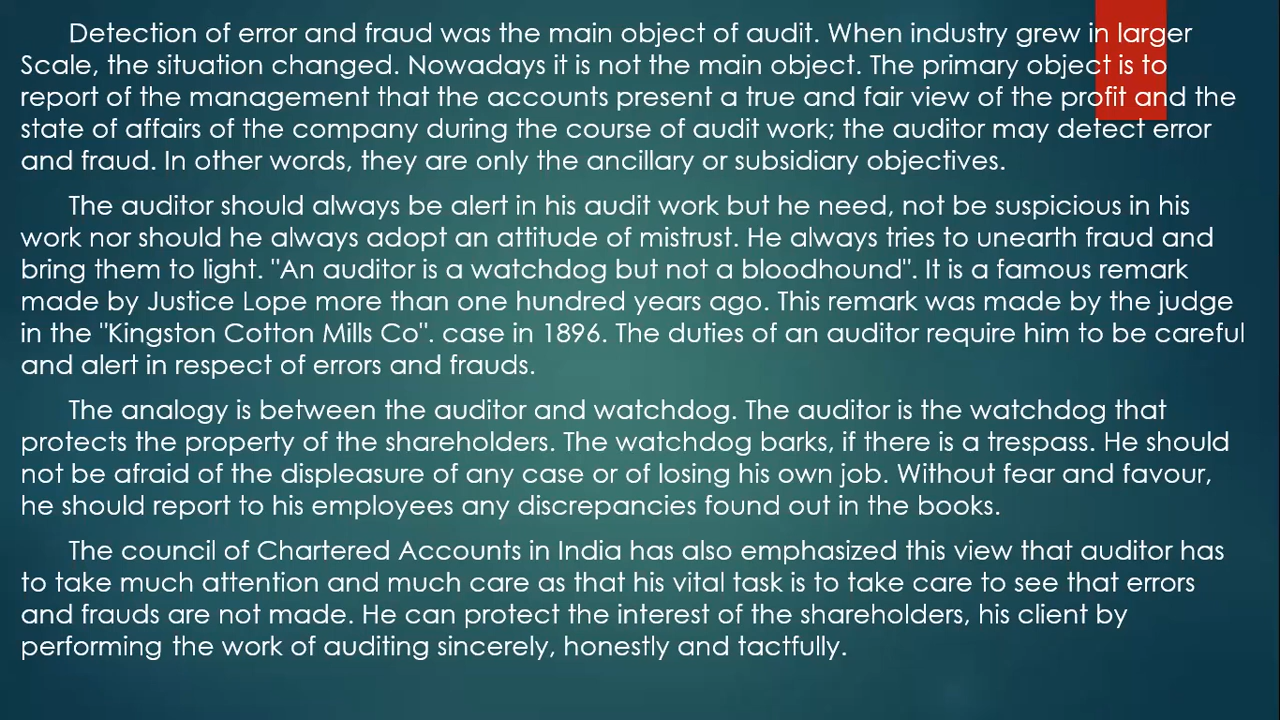 Detection of error and fraud was the main object of audit. When industry grew in larger
Scale, the situation changed. Nowadays it is not the main object. The primary object is to
report of the management that the accounts present a true and fair view of the profit and the
state of affairs of the company during the course of audit work; the auditor may detect error
and fraud. In other words, they are only the ancillary or subsidiary objectives.
The auditor should always be alert in his audit work but he need, not be suspicious in his
work nor should he always adopt an attitude of mistrust. He always tries to unearth fraud and
bring them to light. "An auditor is a watchdog but not a bloodhound". It is a famous remark
made by Justice Lope more than one hundred years ago. This remark was made by the judge
in the "Kingston Cotton Mills Co". case in 1896. The duties of an auditor require him to be careful
and alert in respect of errors and frauds.
The analogy is between the auditor and watchdog. The auditor is the watchdog that
protects the property of the shareholders. The watchdog barks, if there is a trespass. He should
not be afraid of the displeasure of any case or of losing his own job. Without fear and favour,
he should report to his employees any discrepancies found out in the books.
The council of Chartered Accounts in India has also emphasized this view that auditor has
to take much attention and much care as that his vital task is to take care to see that errors
and frauds are not made. He can protect the interest of the shareholders, his client by
performing the work of auditing sincerely, honestly and tactfully.